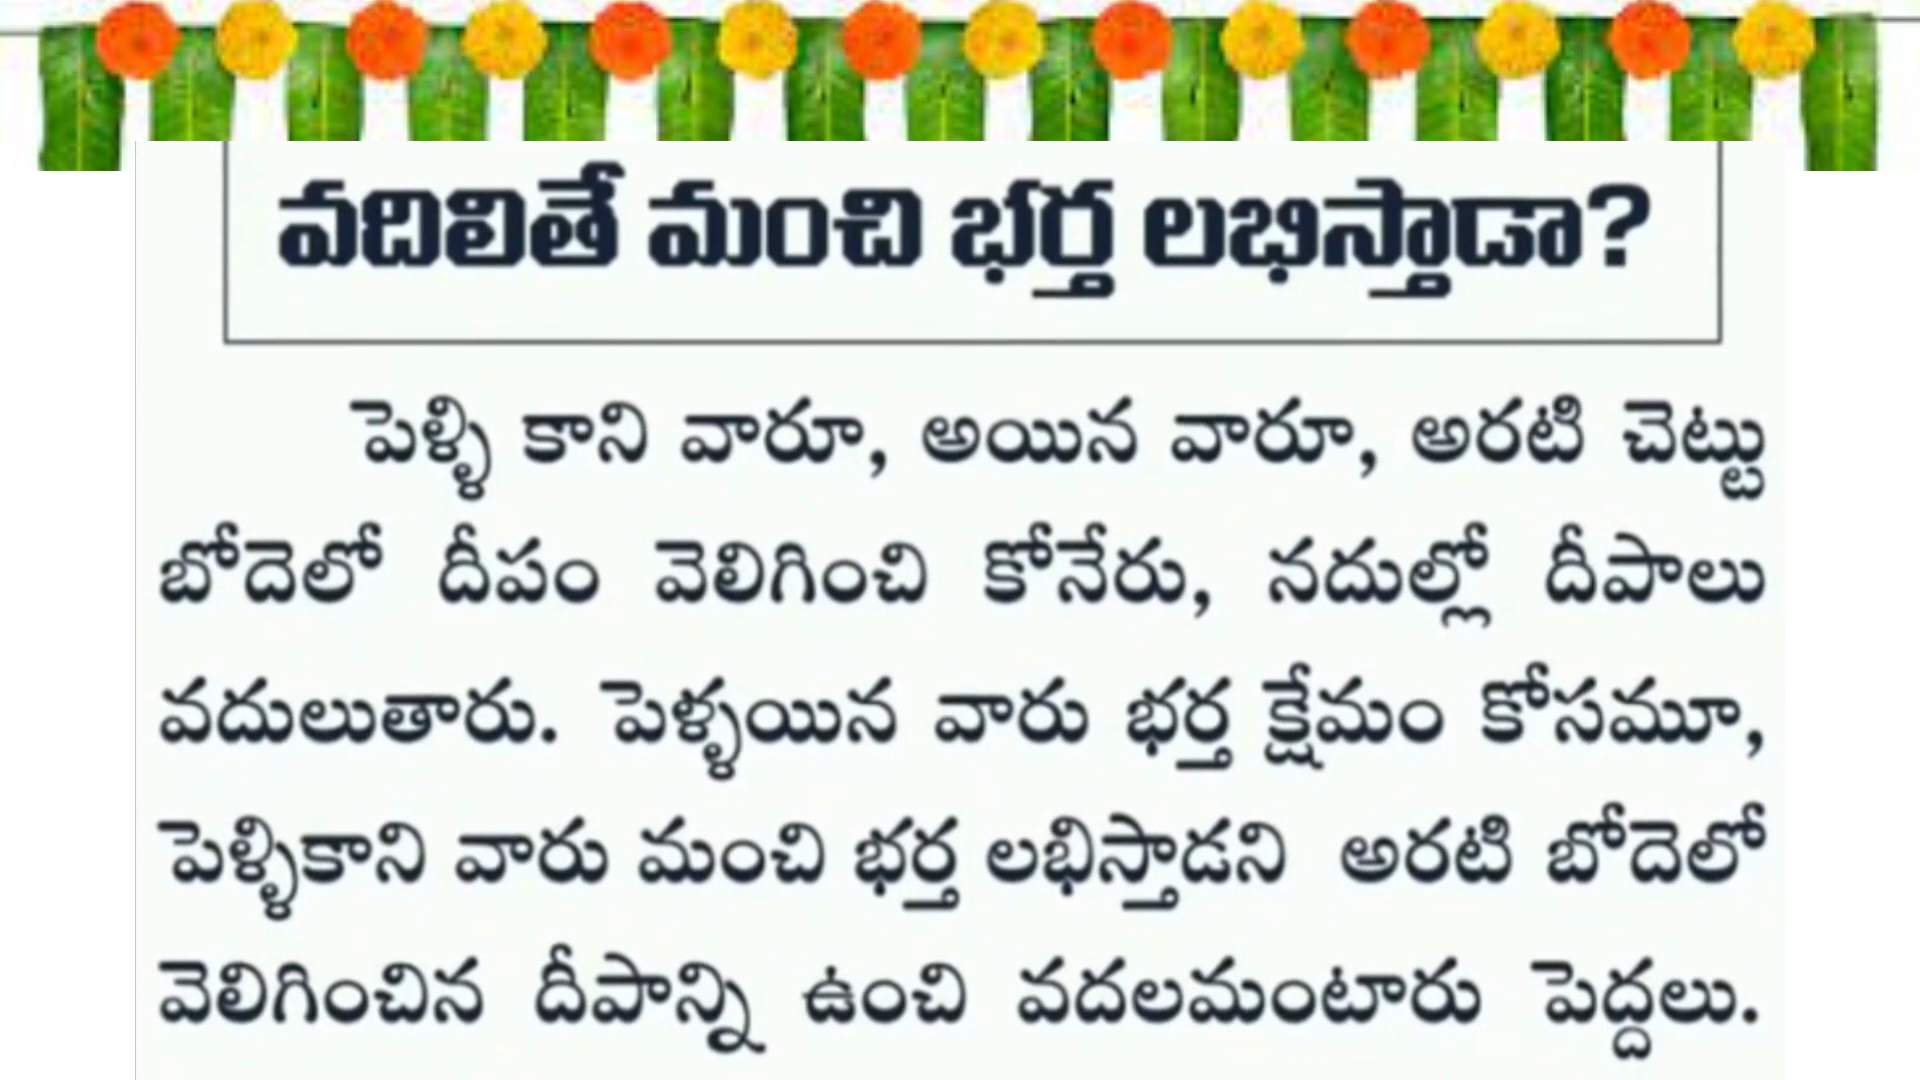 వదిలితే మంచి భర్త లభిస్తాడా?
పెళ్ళి కాని వారూ, అయిన వారూ, అరటి చెట్టు
బోదెలో దీపం వెలిగించి కోనేరు, నదుల్లో దీపాలు
వదులుతారు. పెళ్ళయిన వారు భర్త క్షేమం కోసమూ,
పెళ్ళికాని వారు మంచి భర్త లభిస్తాడని అరటి బోదెలో
వెలిగించిన దీపాన్ని ఉంచి వదలమంటారు పెద్దలు.